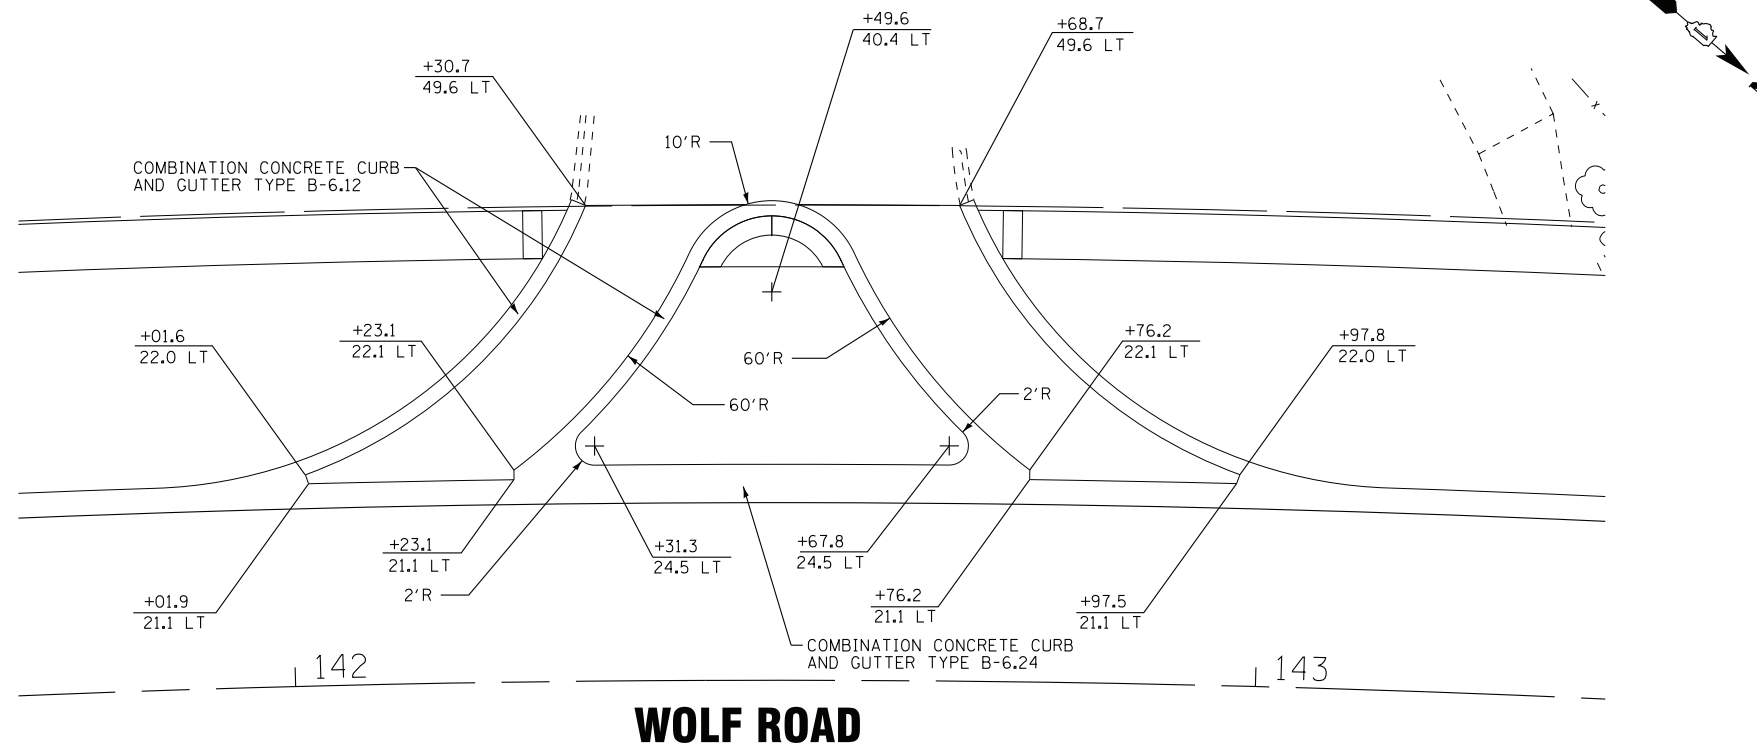 +49.6
40.4 LT
+68.7
49.6 LT
+30.7
49.6 LT
10'R
COMBINATION CONCRETE CURB
AND GUTTER TYPE B-6.12
+01.6
22.0 LT
+23.1
22.1 LT
60'R
+76.2
22.1 LT
+97.8
22.0 LT
60'R
2'R
+23.1
21.1 LT
+31.3
24.5 LT
+67.8
24.5 LT
2'R
+01.9
21.1 LT
+76.2
21.1 LT
+97.5
21.1 LT
COMBINATION CONCRETE CURB
AND GUTTER TYPE B-6.24
142
143
WOLF ROAD